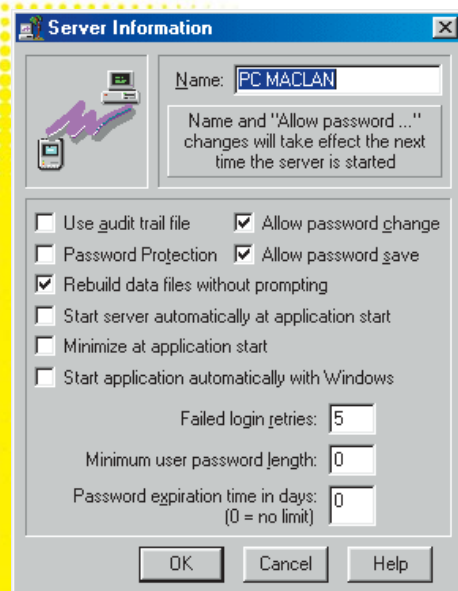 Server Information
Name: PC MACLAN
Name and "Allow password ..."
changes will take effect the next
time the server is started
Use audit trail file Allow password change
Password Protection Allow password save
Rebuild data files without prompting
Start server automatically at application start
Minimize at application start
Start application automatically with Windows
Failed login retries: 5
Minimum user password length: 0
Password expiration time in days: 0
(0 = no limit)
OK Cancel Help